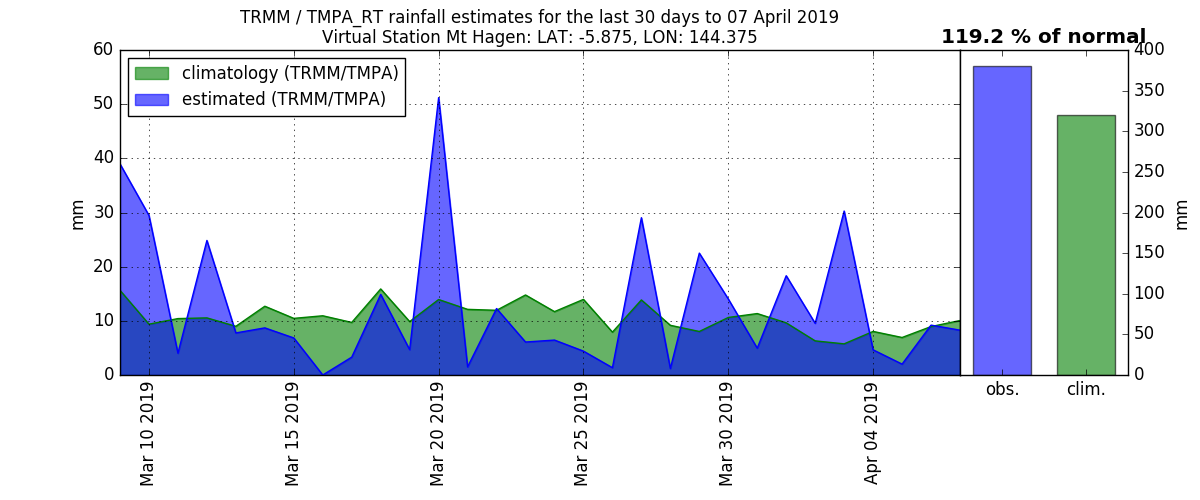 TRMM / TMPA_RT rainfall estimates for the last 30 days to 07 April 2019
Virtual Station Mt Hagen: LAT: -5.875, LON: 144.375
119.2 % of normal
climatology (TRMM/TMPA)
estimated (TRMM/TMPA)
60
50
40
30
20
10
0
mm
Mar 10 2019
Mar 15 2019
Mar 20 2019
Mar 25 2019
Mar 30 2019
Apr 04 2019
obs.
clim.
400
350
300
250
200
150
100
50
0
mm